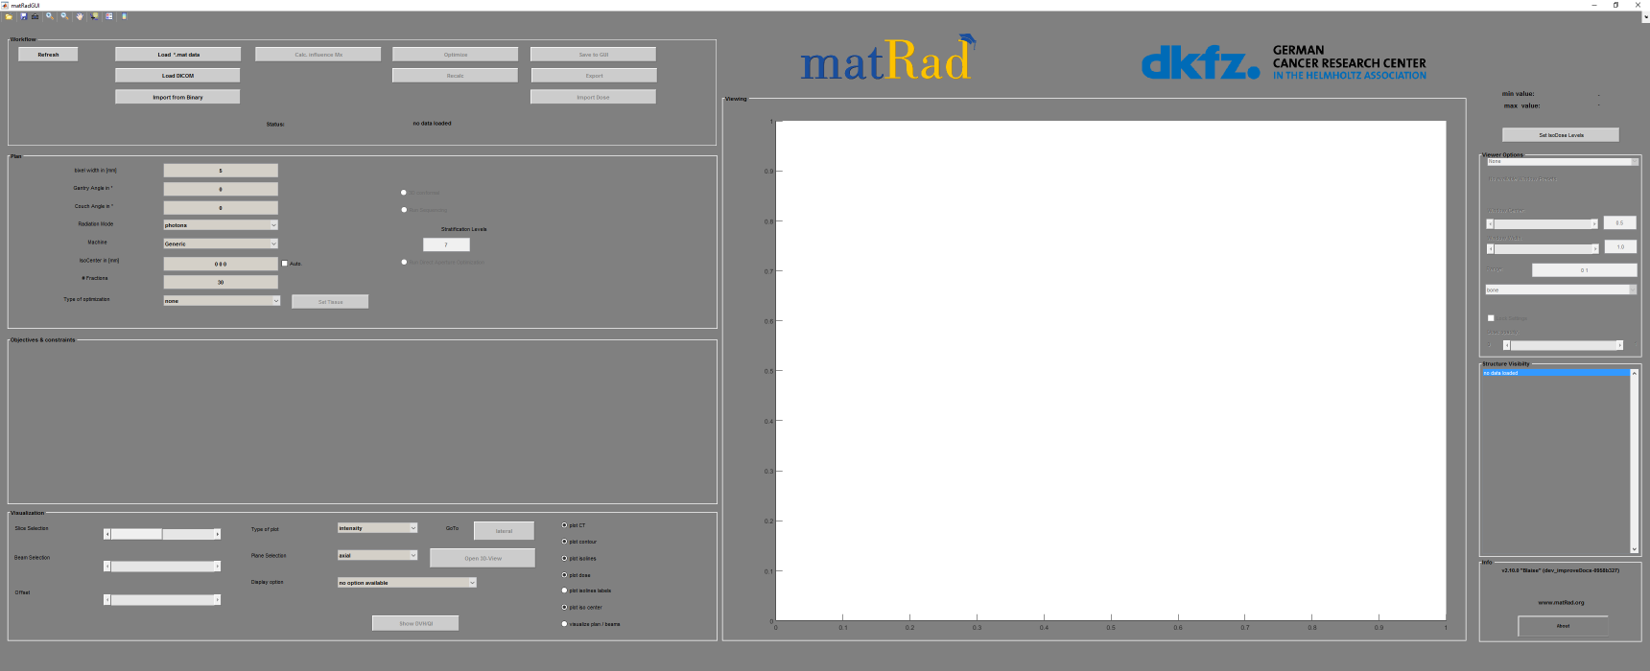 matRadGUI
Workflow
Refresh
Load *.mat data
Calc. influence Mx
Optimize
Save to GUI
Load DICOM
Recalc
Export
Import from Binary
Import Dose
Status:
no data loaded
Plan
bixel width in [mm]
5
Gantry Angle in °
0
Couch Angle in °
0
Radiation Mode
photons
Machine
Generic
IsoCenter in [mm]
0 0 0
Auto.
# Fractions
30
Type of optimization
none
Set Tissue
Stratification Levels
7
Objectives & constraints
Visualization
Slice Selection
Beam Selection
Offset
Type of plot
intensity
GoTo
lateral
Plane Selection
axial
Open 3D-View
Display option
no option available
Show DVH/QI
plot CT
plot contour
plot isolines
plot dose
plot isolines labels
plot iso center
visualize plan / beams
matRad
dkfz.
GERMAN
CANCER RESEARCH CENTER
IN THE HELMHOLTZ ASSOCIATION
Viewing
1
0.9
0.8
0.7
0.6
0.5
0.4
0.3
0.2
0.1
0
0
0.1
0.2
0.3
0.4
0.5
0.6
0.7
0.8
0.9
1
min value:
-
max value:
-
Set IsoDose Levels
Viewer Options
None
0.5
1.0
0 1
bone
Structure Visibilty
no data loaded
Info
www.matRad.org
About